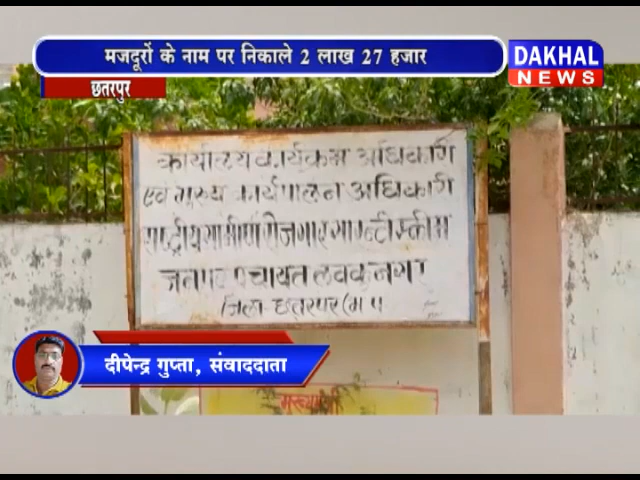 मजदूरों के नाम पर निकाले 2 लाख 27 हजार
DAKHAL
NEWS
छतरपुर
कार्यालय कार्यक्रम अधिकारी
एवं मुख्य कार्यपालन अधिकारी
राष्ट्रीय ग्रामीण रोजगार गारन्टी स्कीम
जनपद पंचायत लवकुशनगर
जिला-छतरपुर (म प
दीपेन्द्र गुप्ता, संवाददाता